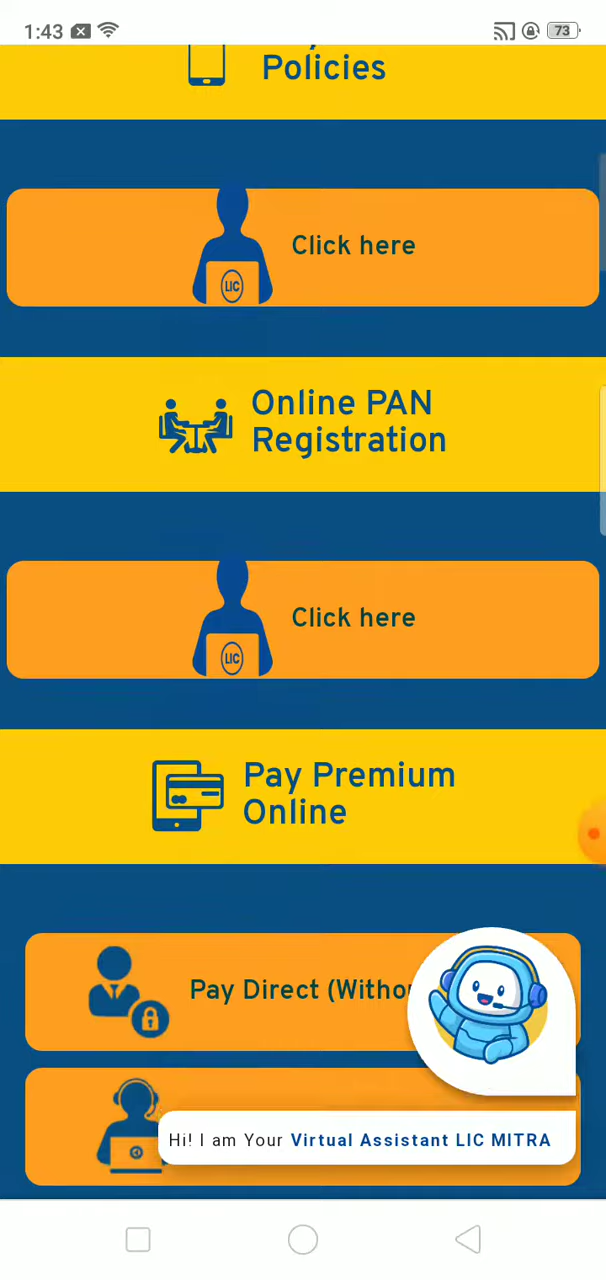 1:43
73
Policies
Click here
LIC
Online PAN
Registration
Click here
LIC
Pay Premium
Online
Pay Direct (Witho
Hi! I am Your Virtual Assistant LIC MITRA